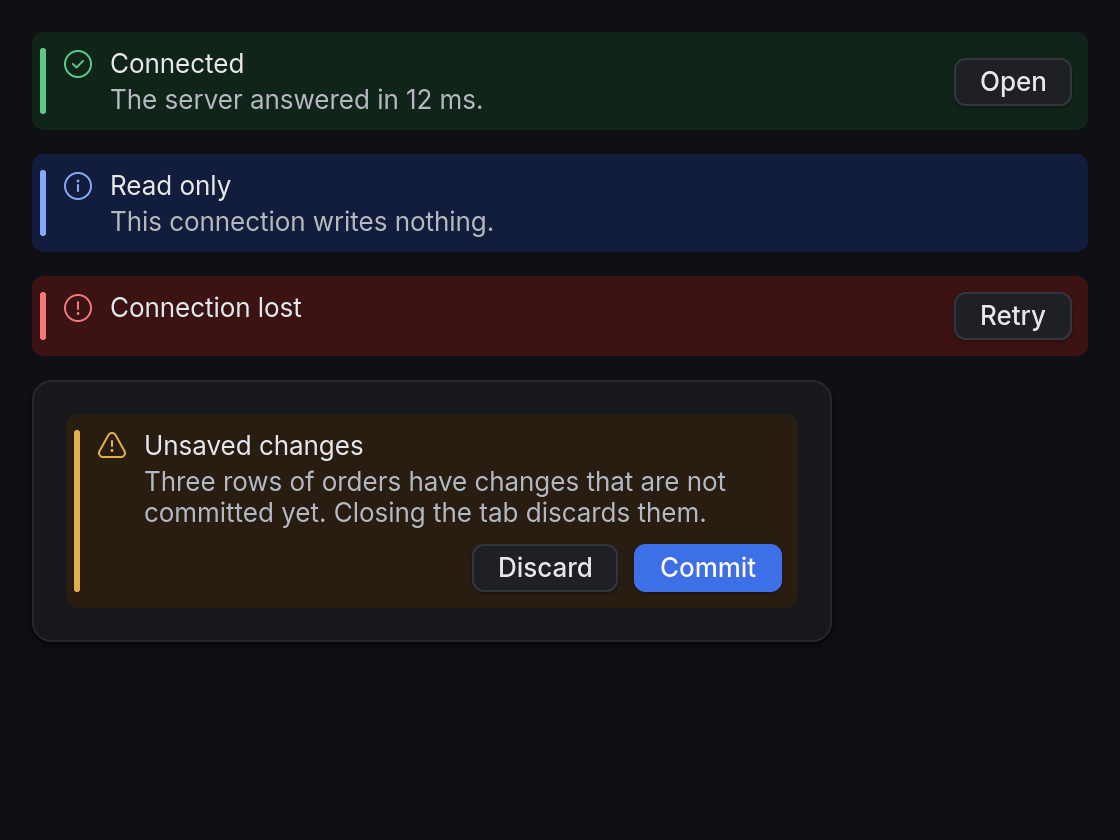 Connected
The server answered in 12 ms.
Open
Read only
This connection writes nothing.
Connection lost
Retry
Unsaved changes
Three rows of orders have changes that are not
committed yet. Closing the tab discards them.
Discard
Commit